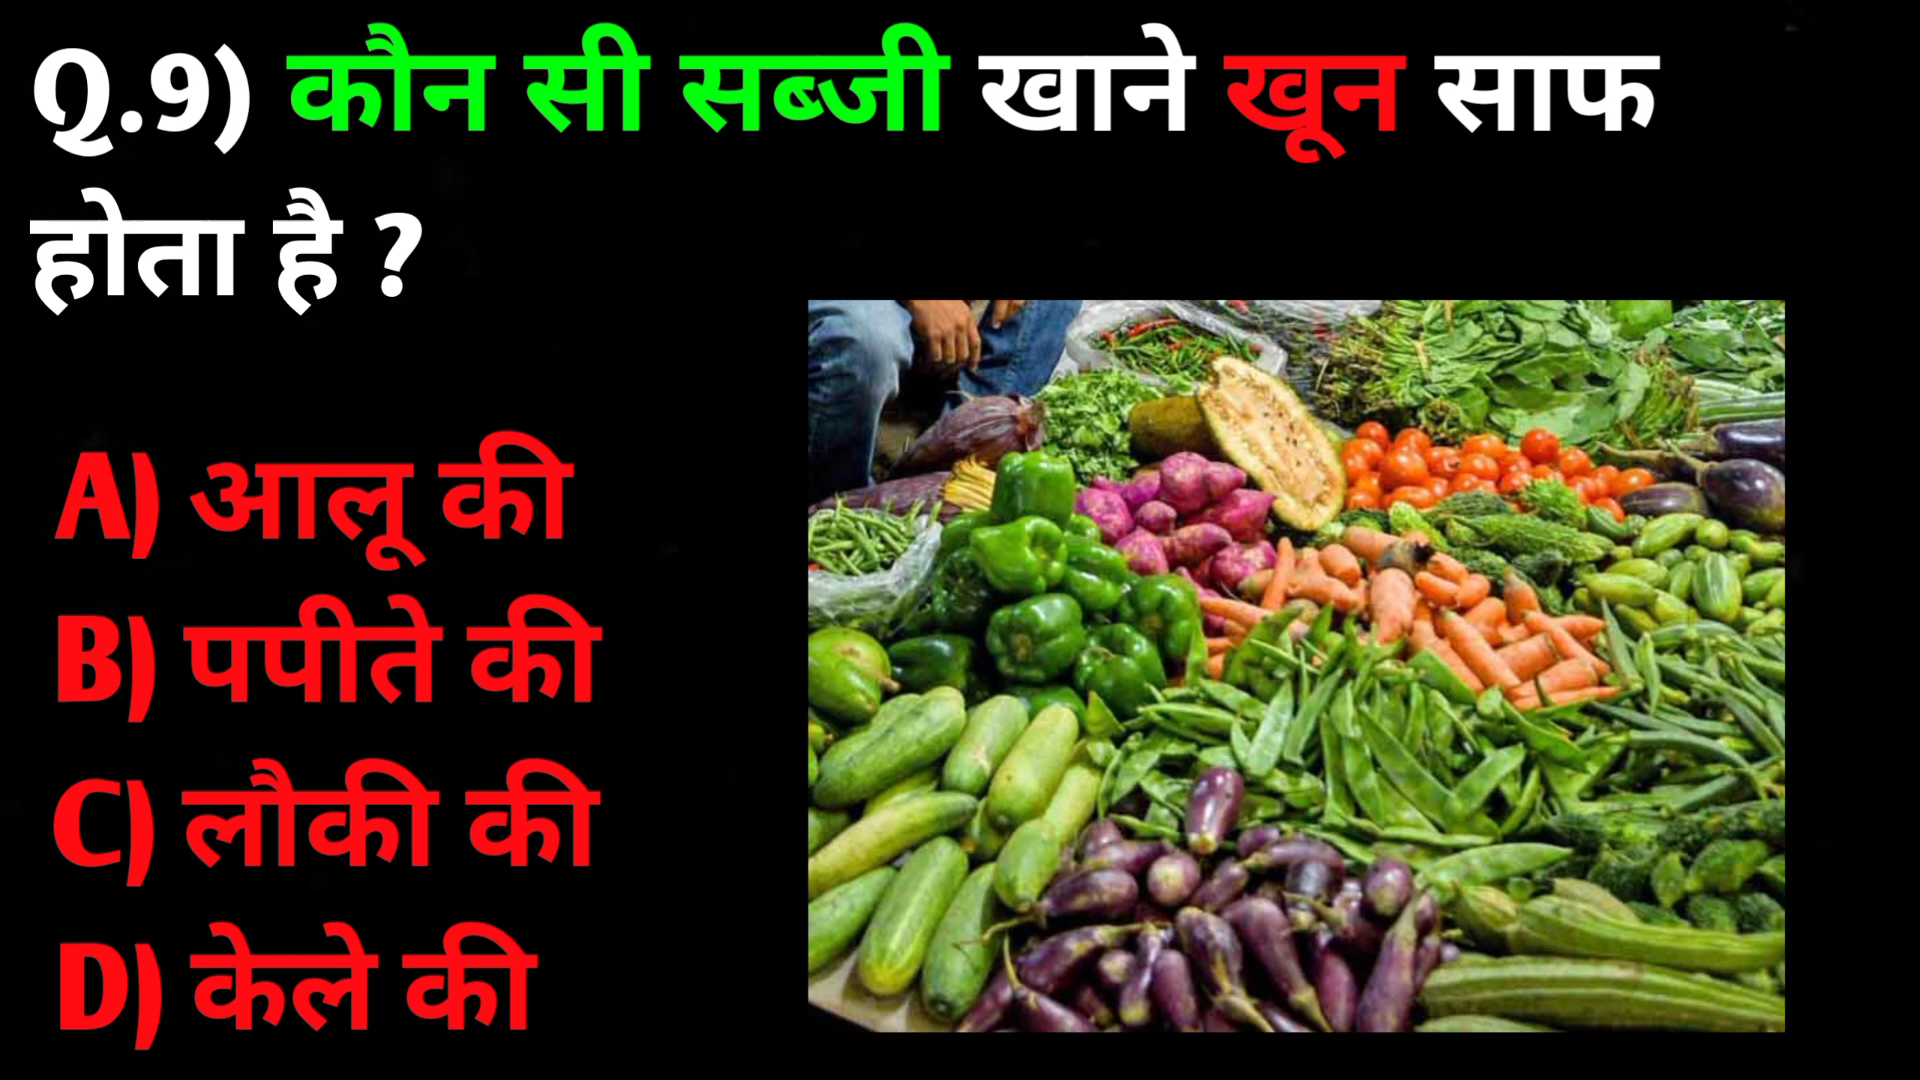 Q.9) कौन सी सब्जी खाने खून साफ
होता है ?
A) आलू की
B) पपीते की
C) लौकी की
D) केले की